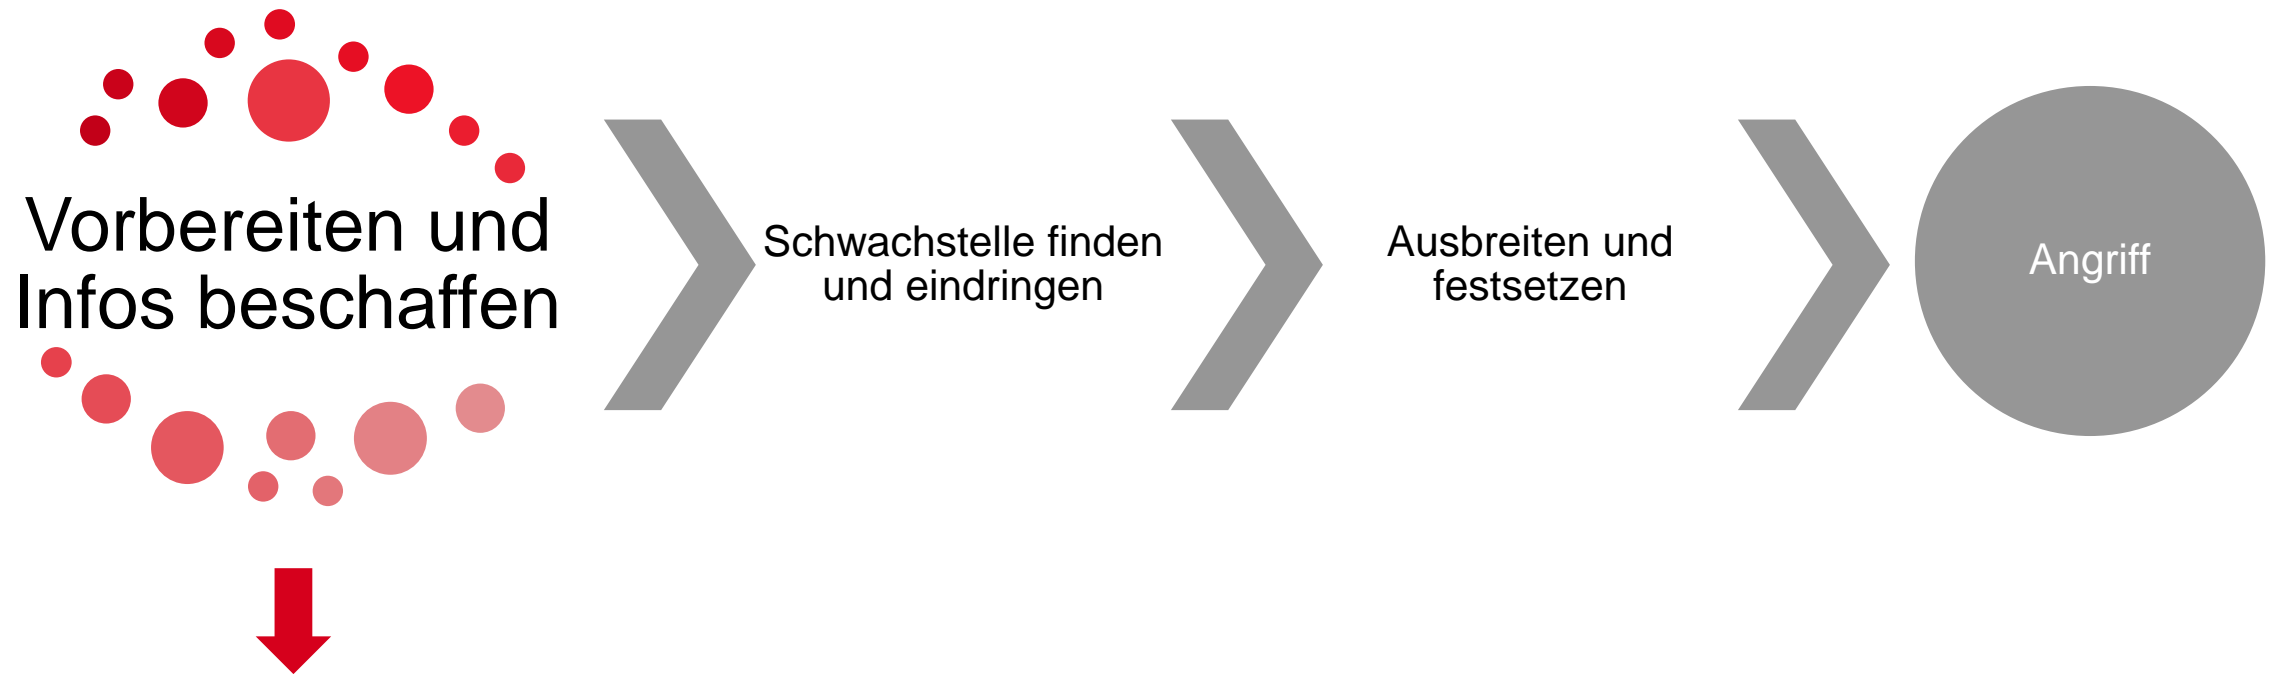 Vorbereiten und
Infos beschaffen
Schwachstelle finden
und eindringen
Ausbreiten und
festsetzen
Angriff